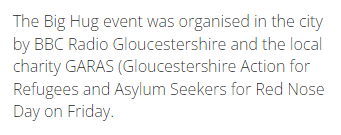 The Big Hug event was organised in the city
by BBC Radio Gloucestershire and the local
charity GARAS (Gloucestershire Action for
Refugees and Asylum Seekers for Red Nose
Day on Friday.